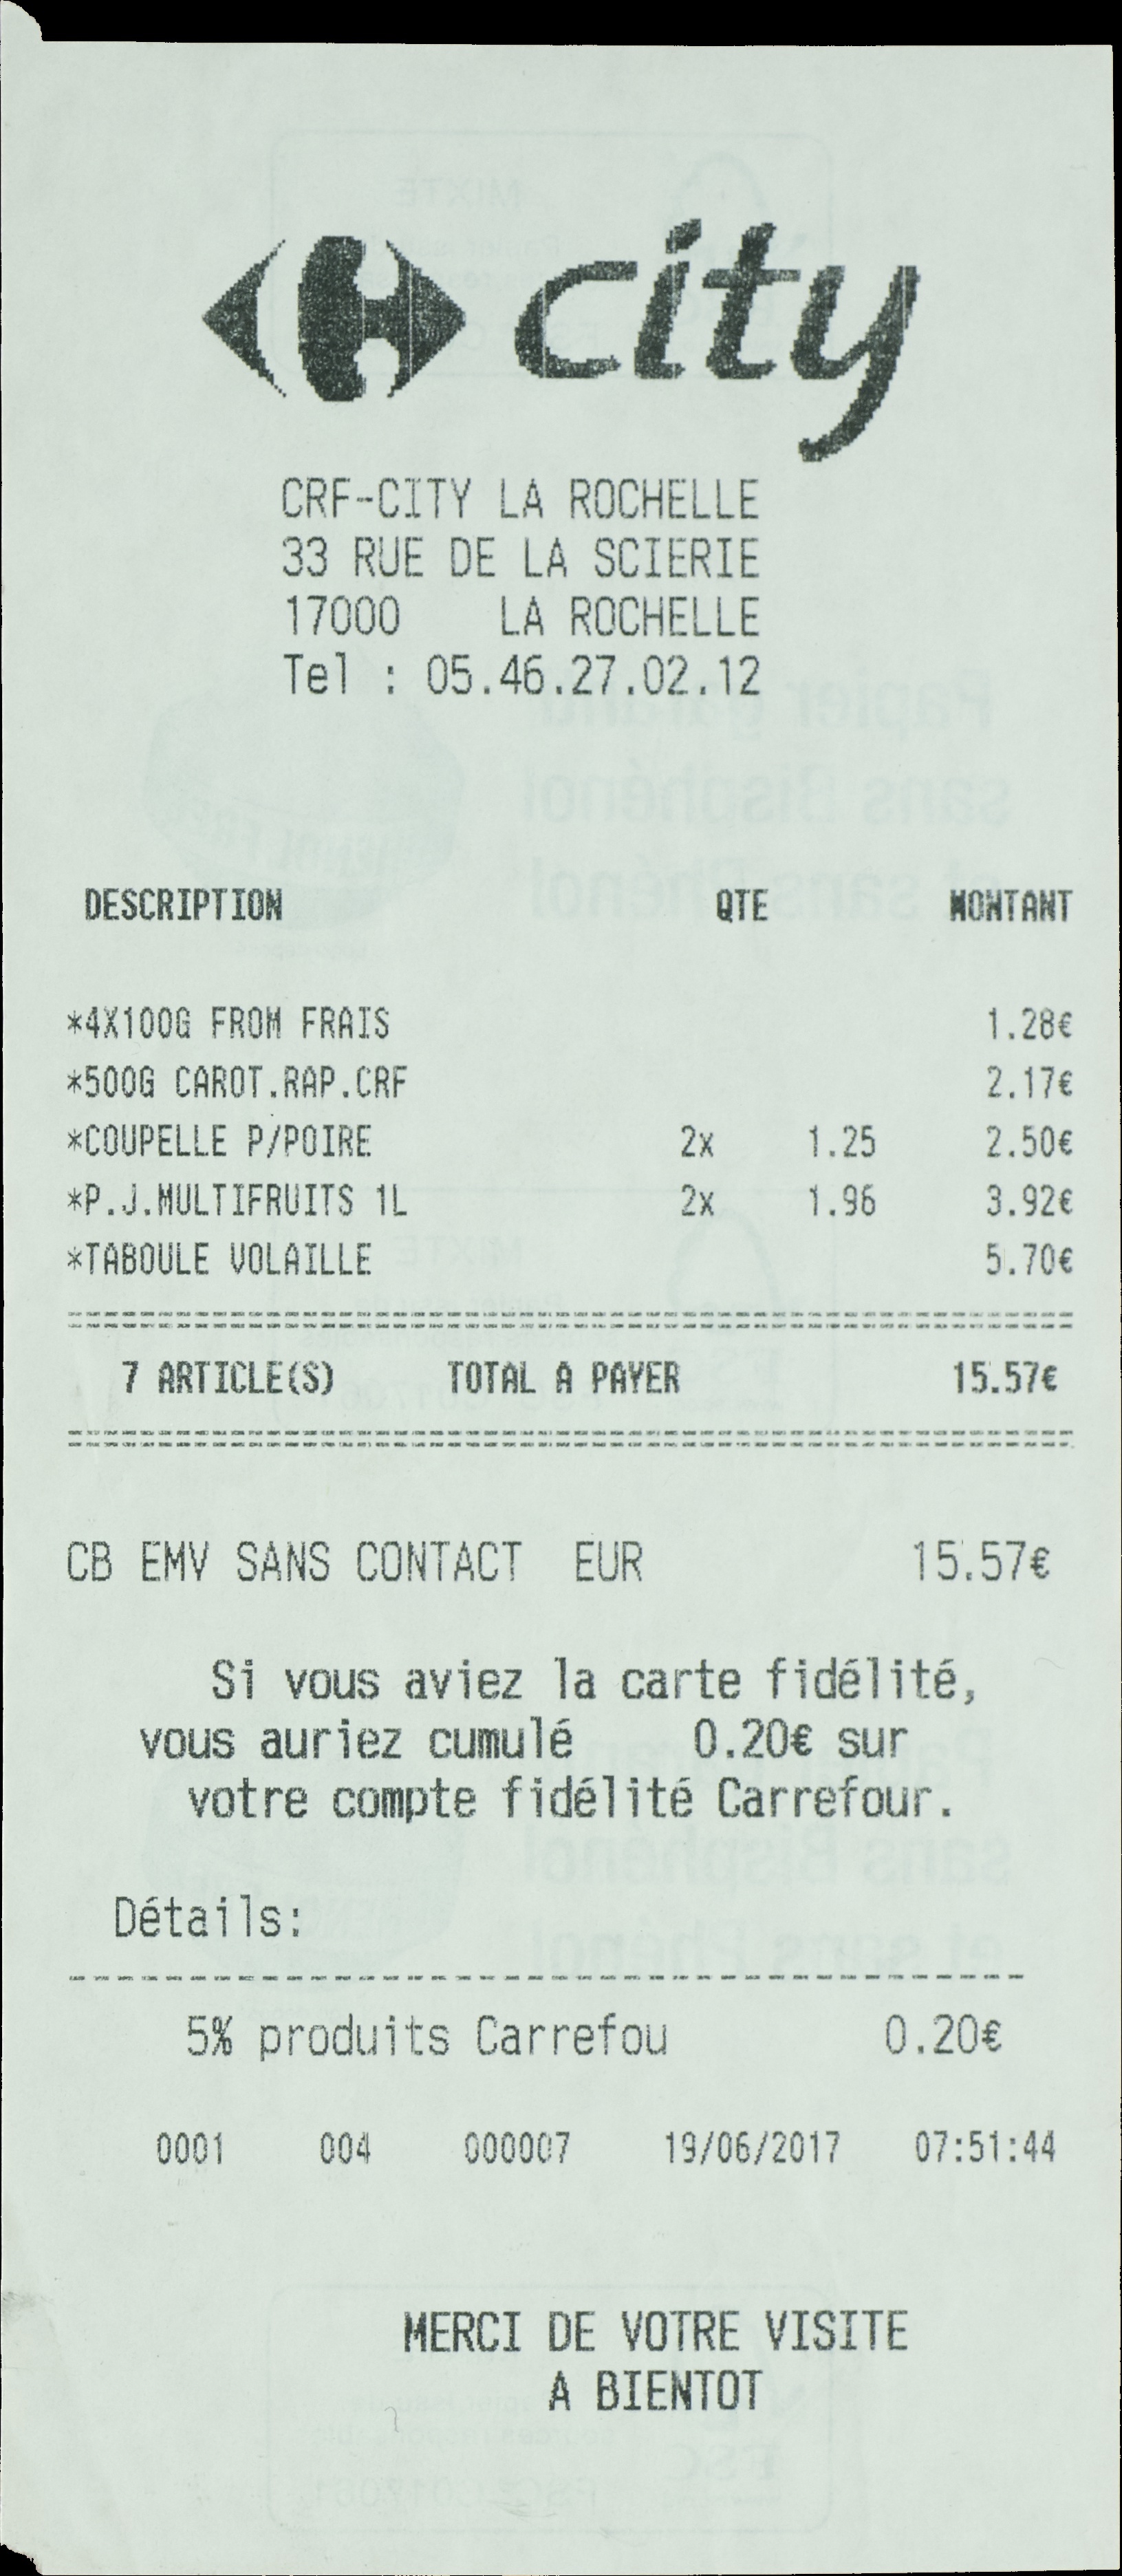 city
CRF-CITY LA ROCHELLE
33 RUE DE LA SCIERIE
17000 LA ROCHELLE
Tel : 05.46.27.02.12
DESCRIPTION QTE MONTANT
*4X100G FROM FRAIS 1.28€
*500G CAROT.RAP.CRF 2.17€
*COUPELLE P/POIRE 2x 1.25 2.50€
*P.J.MULTIFRUITS 1L 2x 1.96 3.92€
*TABOULE VOLAILLE 5.70€
7 ARTICLE(S) TOTAL A PAYER 15.57€
CB EMV SANS CONTACT EUR 15.57€
Si vous aviez la carte fidélité,
vous auriez cumulé 0.20€ sur
votre compte fidélité Carrefour.
Détails:
5% produits Carrefou 0.20€
0001 004 000007 19/06/2017 07:51:44
MERCI DE VOTRE VISITE
A BIENTOT